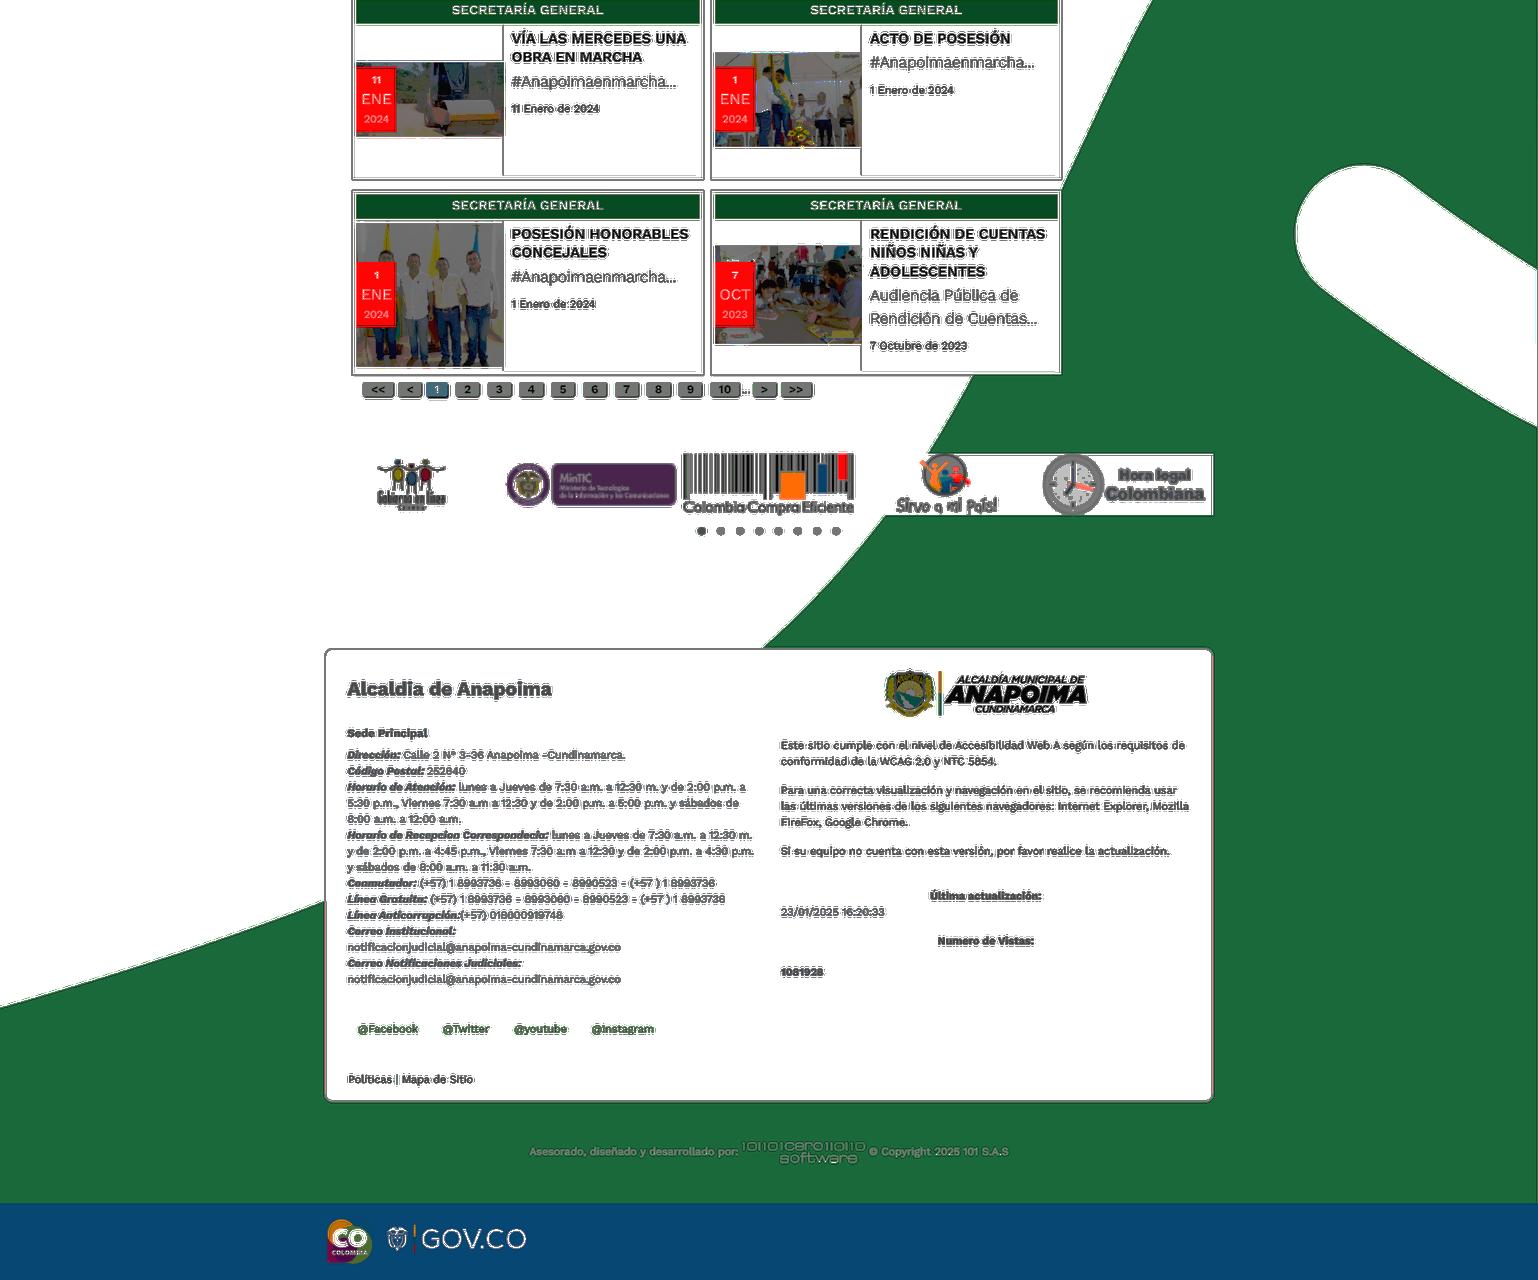 SECRETARÍA GENERAL
VÍA LAS MERCEDES UNA
OBRA EN MARCHA
#Anapoimaenmarcha...
11 Enero de 2024
11
ENE
2024
SECRETARÍA GENERAL
ACTO DE POSESIÓN
#Anapoimaenmarcha...
1 Enero de 2024
1
ENE
2024
SECRETARÍA GENERAL
POSESIÓN HONORABLES
CONCEJALES
#Anapoimaenmarcha...
1 Enero de 2024
1
ENE
2024
SECRETARÍA GENERAL
RENDICIÓN DE CUENTAS
NIÑOS NIÑAS Y
ADOLESCENTES
Audiencia Pública de
Rendición de Cuentas...
7 Octubre de 2023
7
OCT
2023
<< < 1 2 3 4 5 6 7 8 9 10 ... > >>
Gobierno en línea
MinTIC
Ministerio de Tecnologías
de la Información y las Comunicaciones
Colombia Compra Eficiente
Sirvo a mi País!
Hora legal
Colombiana
Alcaldia de Anapoima
Sede Principal
Dirección: Calle 2 N° 3-36 Anapoima -Cundinamarca.
Código Postal: 252640
Horario de Atención: lunes a Jueves de 7:30 a.m. a 12:30 m. y de 2:00 p.m. a
5:30 p.m., Viernes 7:30 a.m a 12:30 y de 2:00 p.m. a 5:00 p.m. y sábados de
8:00 a.m. a 12:00 a.m.
Horario de Recepcion Correspondecia: lunes a Jueves de 7:30 a.m. a 12:30 m.
y de 2:00 p.m. a 4:45 p.m., Viernes 7:30 a.m a 12:30 y de 2:00 p.m. a 4:30 p.m.
y sábados de 8:00 a.m. a 11:30 a.m.
Conmutador: (+57) 1 8993736 - 8993060 - 8990523 - (+57 ) 1 8993736
Línea Gratuita: (+57) 1 8993736 - 8993060 - 8990523 - (+57 ) 1 8993736
Línea Anticorrupción:(+57) 018000919748
Correo Institucional:
notificacionjudicial@anapoima-cundinamarca.gov.co
Correo Notificaciones Judiciales:
notificacionjudicial@anapoima-cundinamarca.gov.co
@Facebook @Twitter @youtube @Instagram
Políticas | Mapa de Sitio
ALCALDÍA MUNICIPAL DE
ANAPOIMA
CUNDINAMARCA
Este sitio cumple con el nivel de Accesibilidad Web A según los requisitos de
conformidad de la WCAG 2.0 y NTC 5854.
Para una correcta visualización y navegación en el sitio, se recomienda usar
las últimas versiones de los siguientes navegadores: Internet Explorer, Mozilla
FireFox, Google Chrome.
Si su equipo no cuenta con esta versión, por favor realice la actualización.
Última actualización:
23/01/2025 16:20:33
Numero de Vistas:
1081928
Asesorado, diseñado y desarrollado por: 101101cero110110 software © Copyright 2025 101 S.A.S
CO
COLOMBIA
GOV.CO